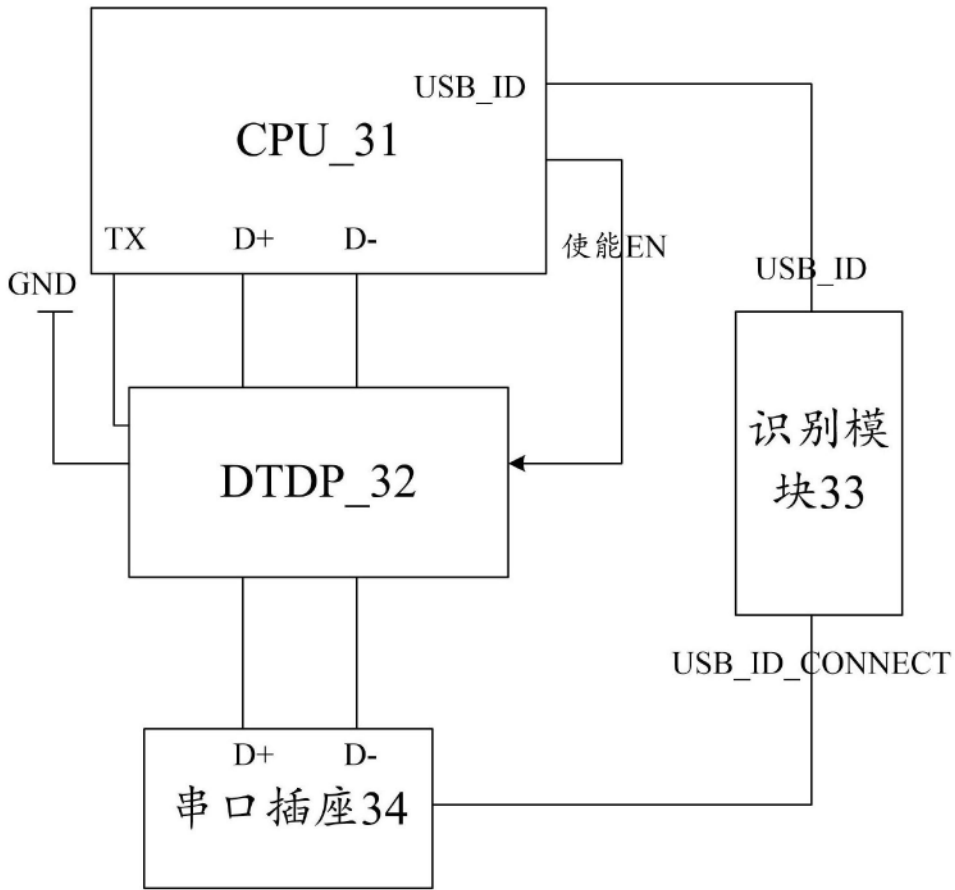 USB_ID
CPU_31
TX D+ D-
使能EN
GND
USB_ID
识别模
块33
DTDP_32
USB_ID_CONNECT
D+ D-
串口插座34